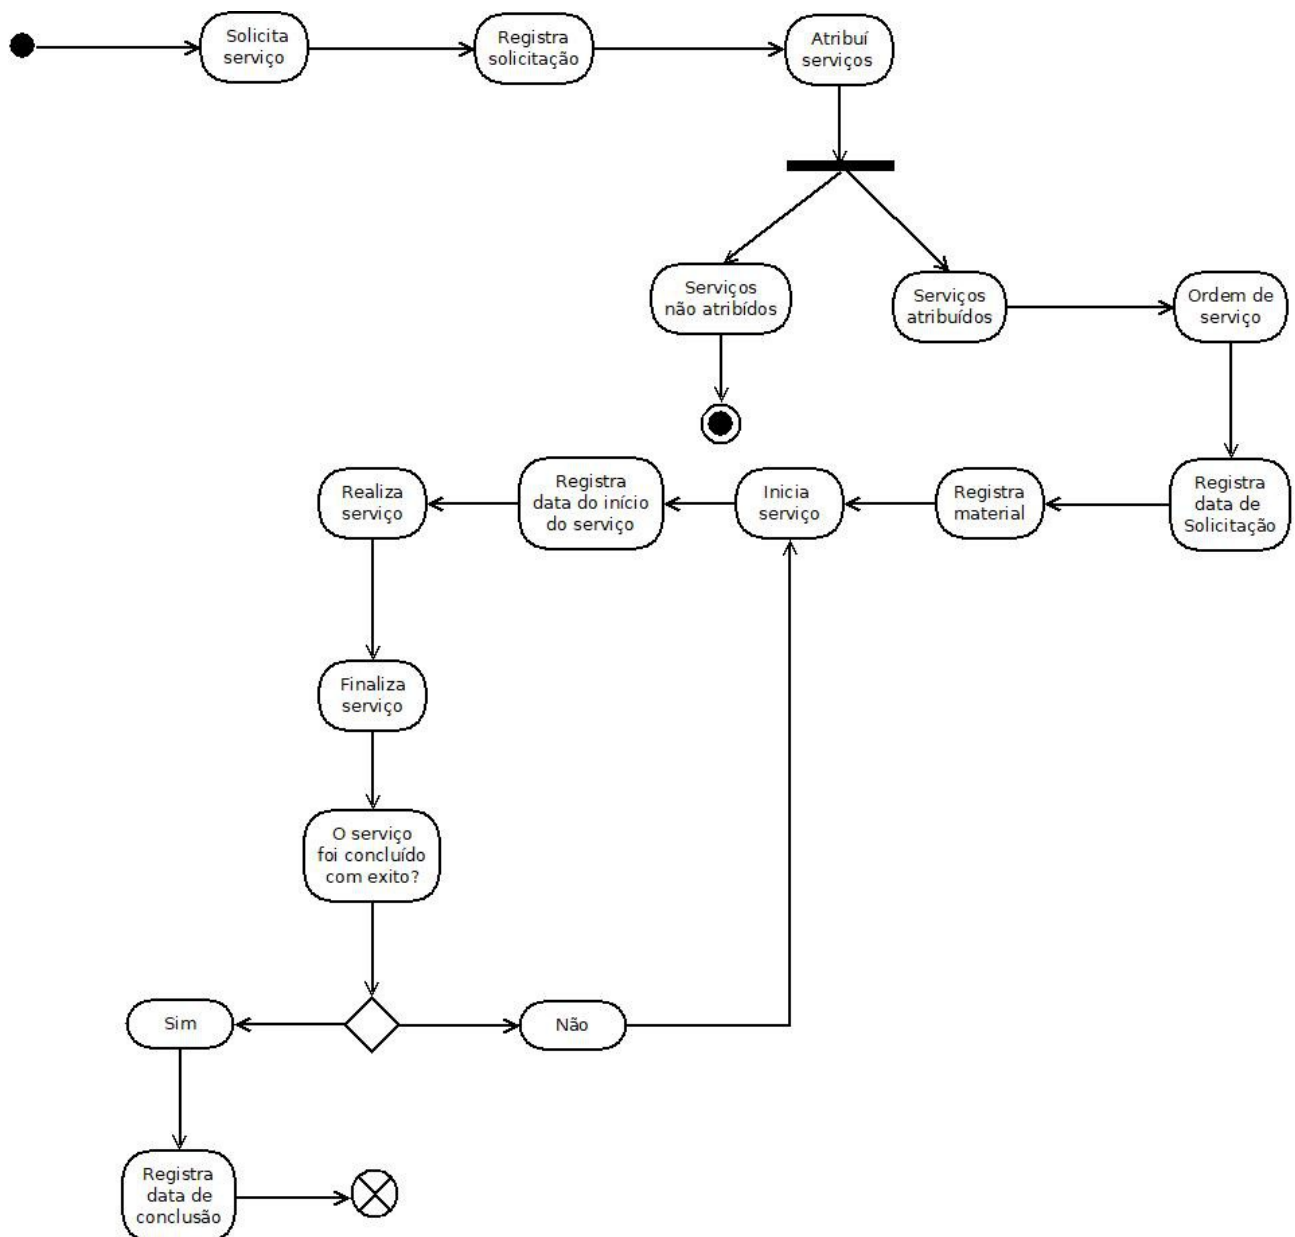 Solicita
serviço
Registra
solicitação
Atribuí
serviços
Serviços
não atribídos
Serviços
atribuídos
Ordem de
serviço
Realiza
serviço
Registra
data do início
do serviço
Inicia
serviço
Registra
material
Registra
data de
Solicitação
Finaliza
serviço
O serviço
foi concluído
com exito?
Sim
Não
Registra
data de
conclusão